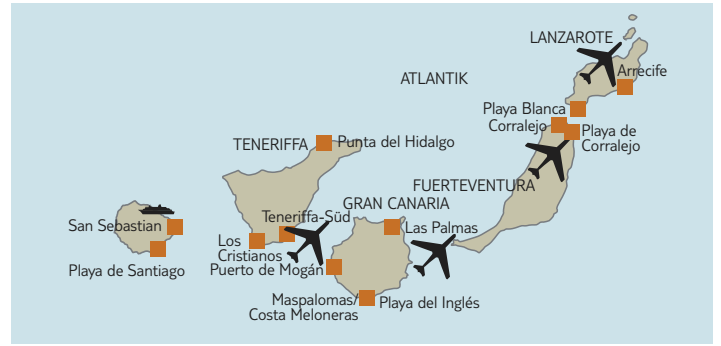 LANZAROTE
Arrecife
ATLANTIK
Playa Blanca
Corralejo
Playa de
Corralejo
TENERIFFA
Punta del Hidalgo
FUERTEVENTURA
GRAN CANARIA
Teneriffa-Süd
San Sebastian
Las Palmas
Los
Cristianos
Playa de Santiago
Puerto de Mogán
Maspalomas/
Costa Meloneras
Playa del Inglés